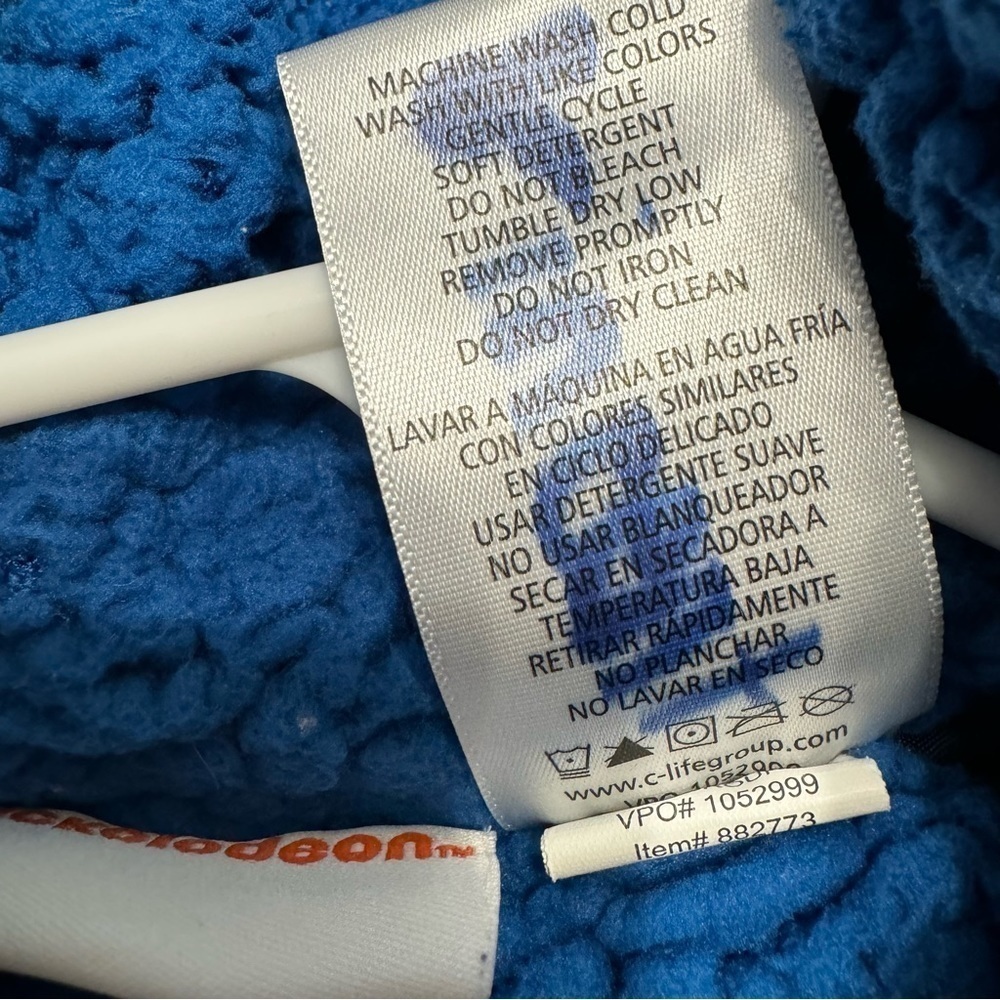 MACHINE WASH COLD
WASH WITH LIKE COLORS
GENTLE CYCLE
SOFT DETERGENT
DO NOT BLEACH
TUMBLE DRY LOW
REMOVE PROMPTLY
DO NOT IRON
DO NOT DRY CLEAN
LAVAR A MÁQUINA EN AGUA FRÍA
CON COLORES SIMILARES
EN CICLO DELICADO
USAR DETERGENTE SUAVE
NO USAR BLANQUEADOR
SECAR EN SECADORA A
TEMPERATURA BAJA
RETIRAR RÁPIDAMENTE
NO PLANCHAR
NO LAVAR EN SECO
www.c-lifegroup.com
VPO# 1052999
Item# 882773
ckelodeon™